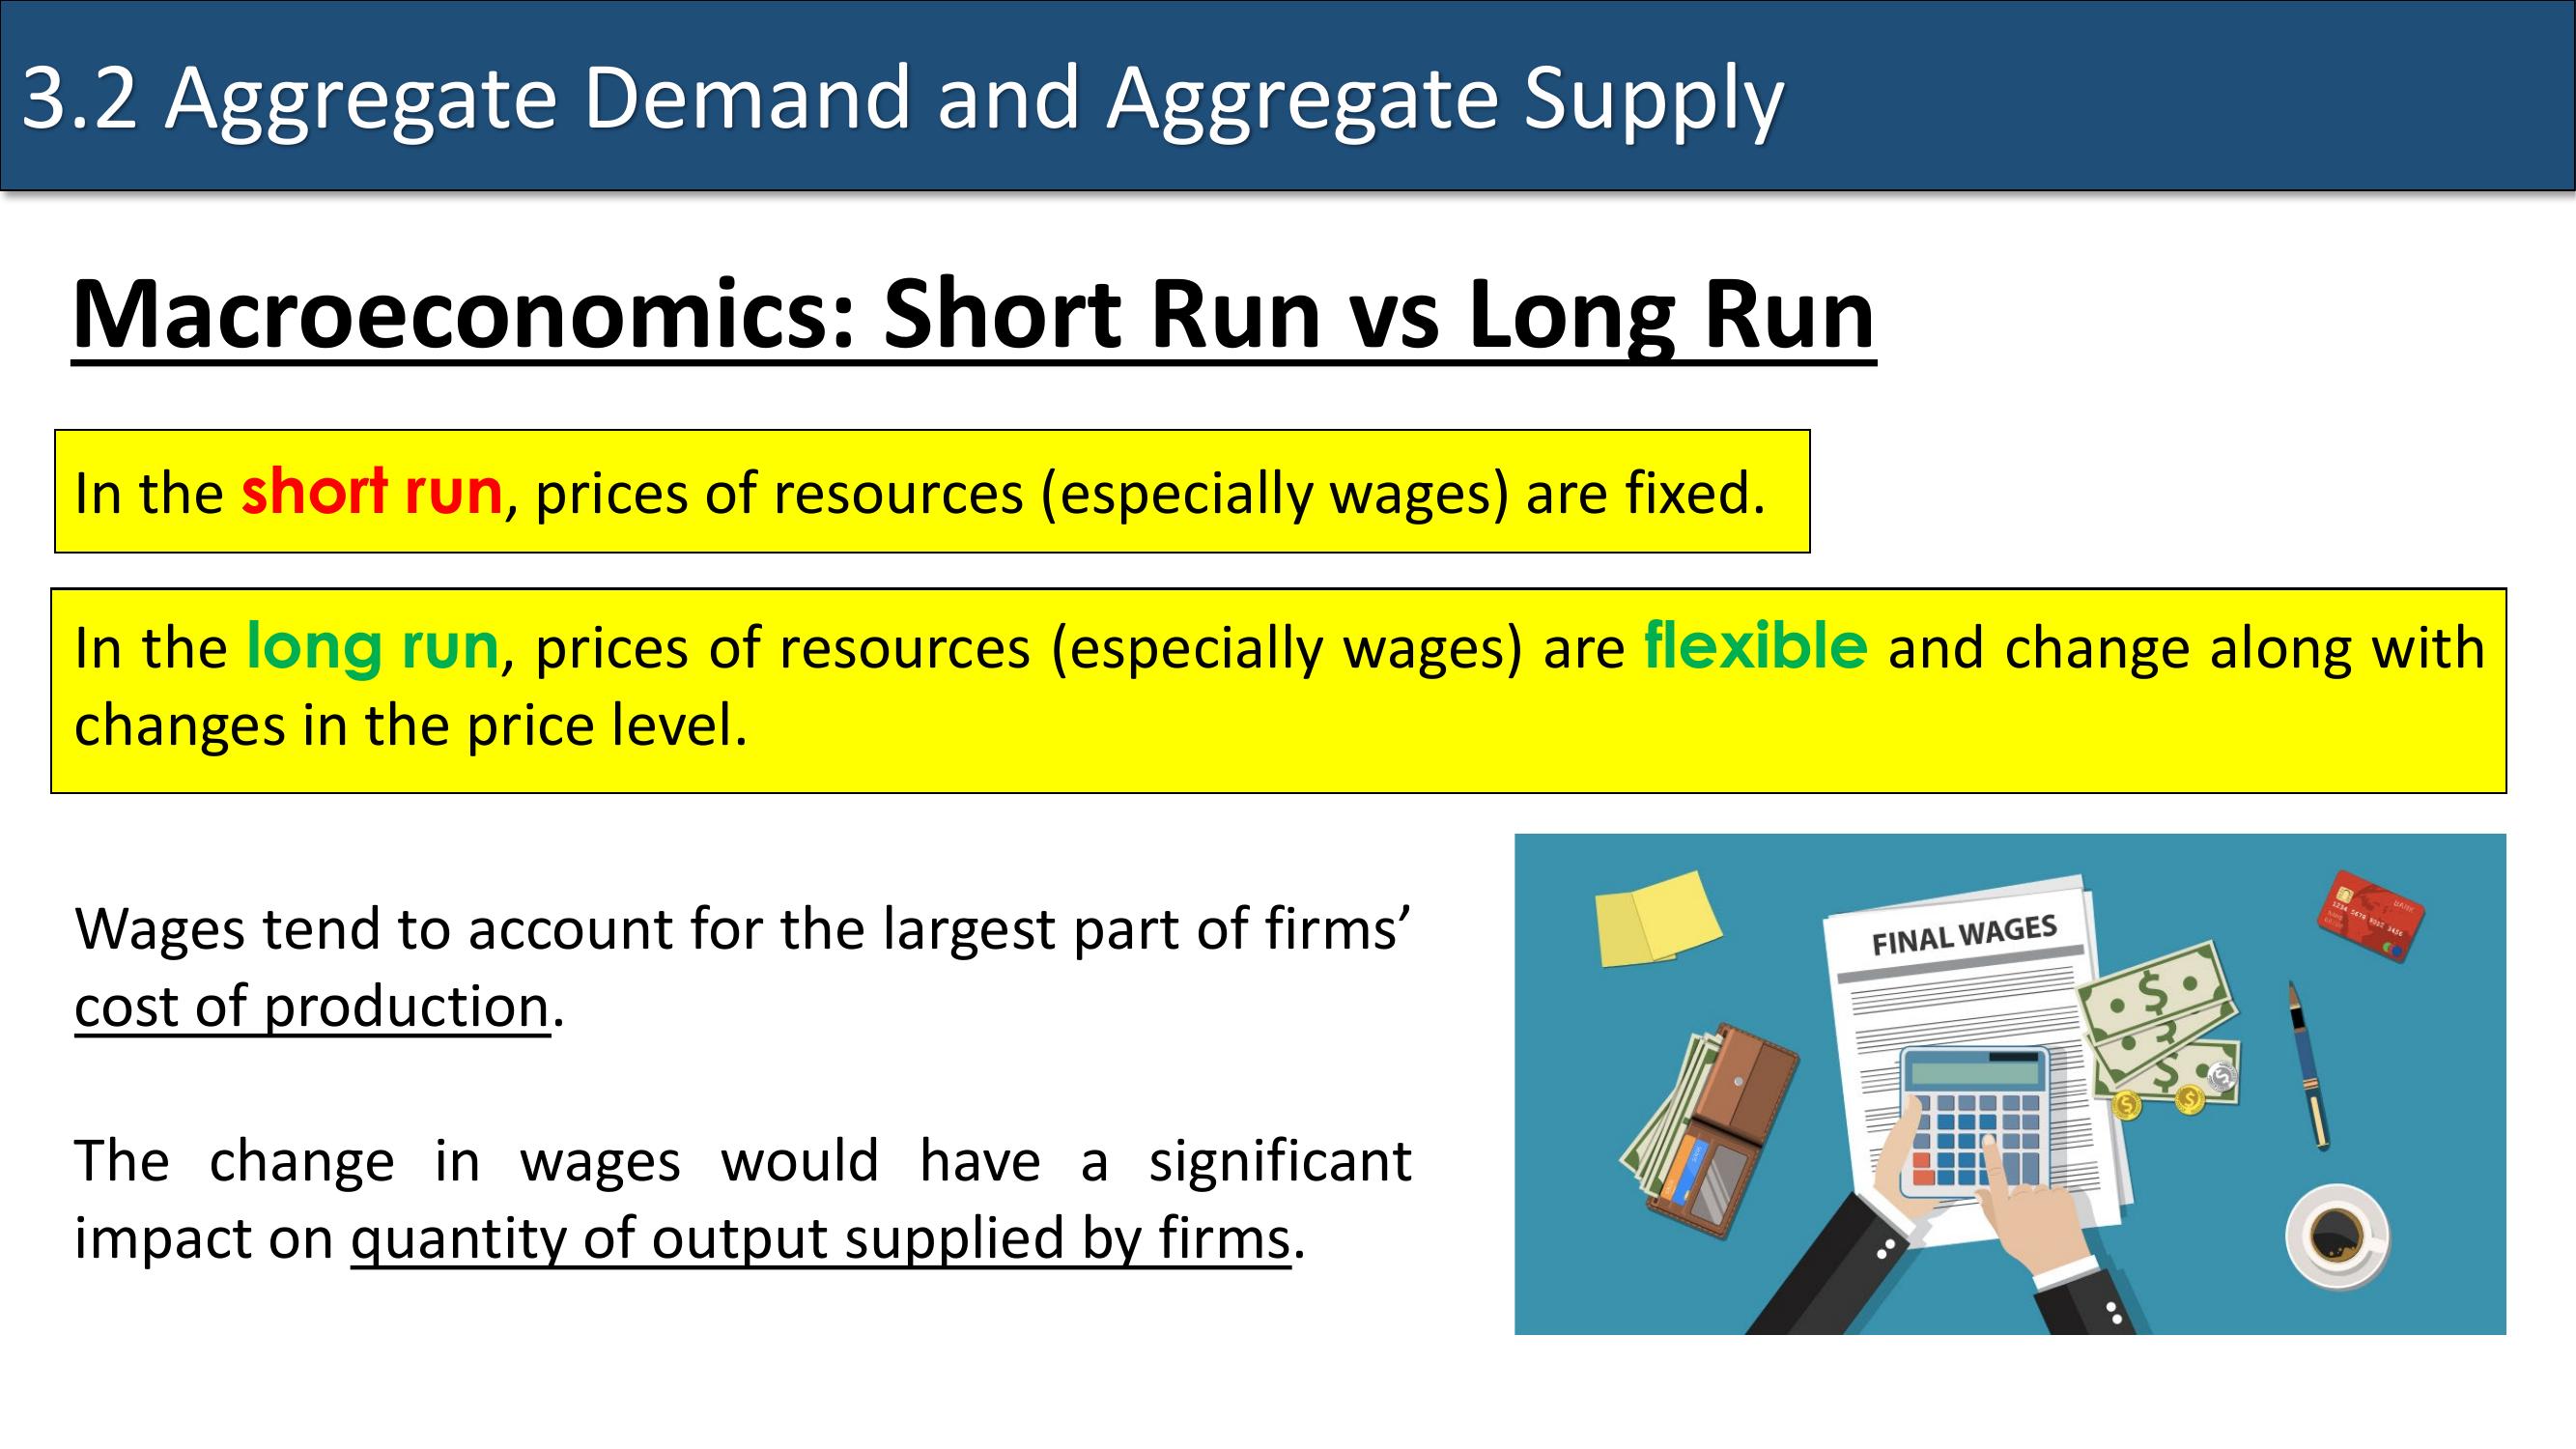 3.2 Aggregate Demand and Aggregate Supply
Macroeconomics: Short Run vs Long Run
In the short run, prices of resources (especially wages) are fixed.
In the long run, prices of resources (especially wages) are flexible and change along with
changes in the price level.
Wages tend to account for the largest part of firms’
cost of production.
The change in wages would have a significant
impact on quantity of output supplied by firms.
FINAL WAGES
BANK